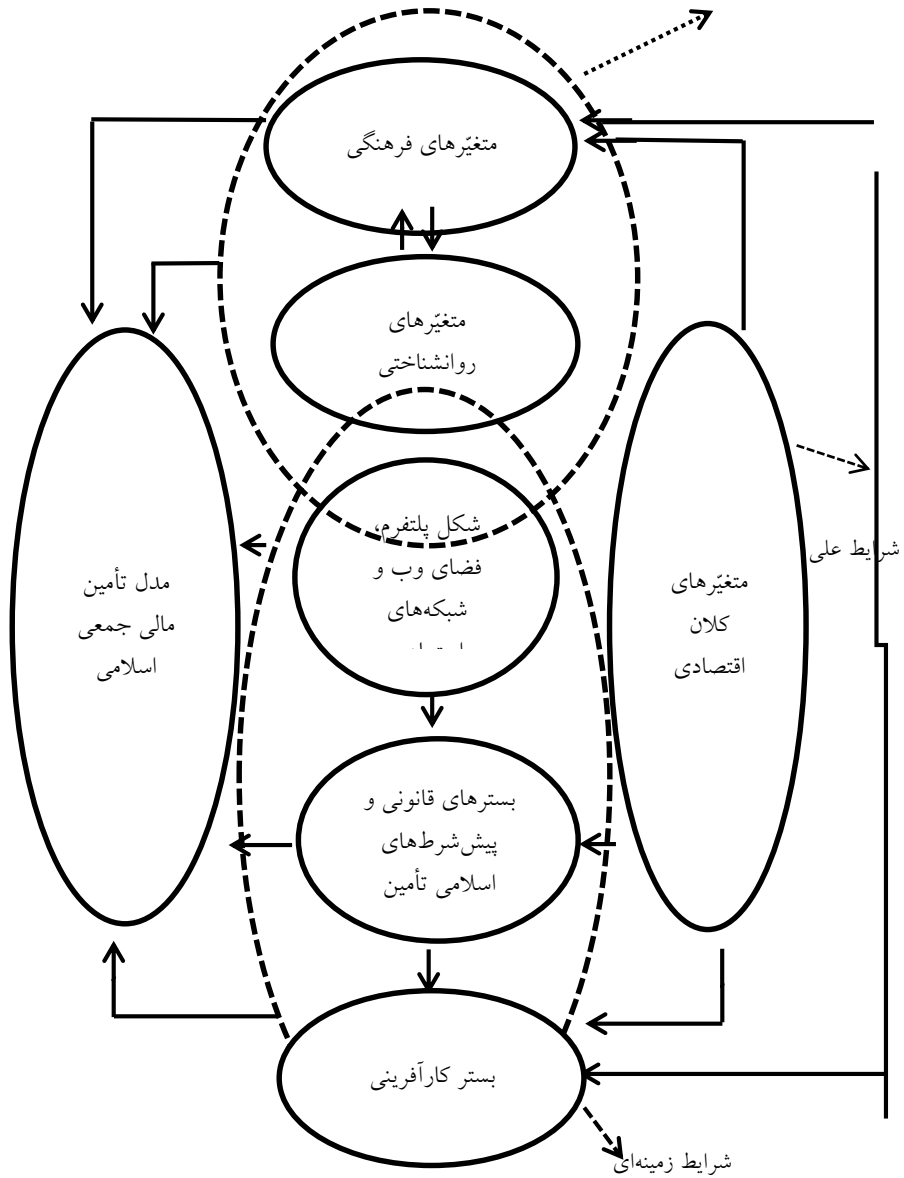 متغیّرهای فرهنگی
متغیّرهای
روانشناختی
شکل پلتفرم،
فضای وب و
شبکه‌های
شرایط علی
متغیّرهای
کلان
اقتصادی
مدل تأمین
مالی جمعی
اسلامی
بسترهای قانونی و
پیش‌شرط‌های
اسلامی تأمین
بستر کارآفرینی
شرایط زمینه‌ای